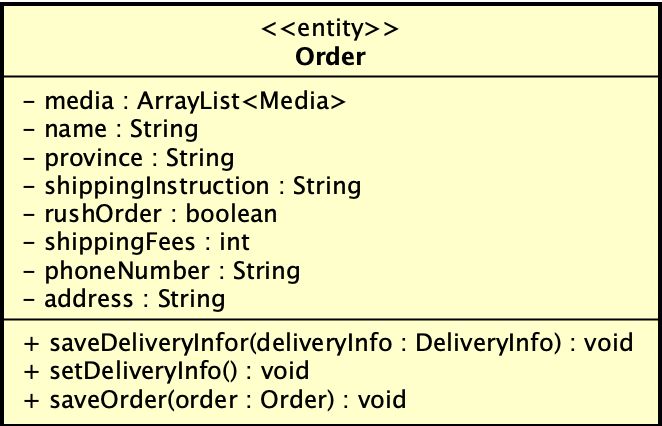 <<entity>>
Order
- media : ArrayList<Media>
- name : String
- province : String
- shippingInstruction : String
- rushOrder : boolean
- shippingFees : int
- phoneNumber : String
- address : String
+ saveDeliveryInfor(deliveryInfo : DeliveryInfo) : void
+ setDeliveryInfo() : void
+ saveOrder(order : Order) : void